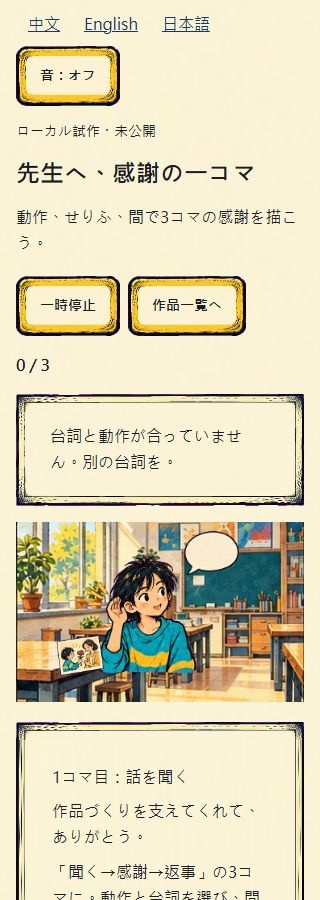 中文 English 日本語
音：オフ
ローカル試作・未公開
先生へ、感謝の一コマ
動作、せりふ、間で3コマの感謝を描こ
う。
一時停止 作品一覧へ
0 / 3
台詞と動作が合っていませ
ん。別の台詞を。
1コマ目：話を聞く
作品づくりを支えてくれて、
ありがとう。
「聞く→感謝→返事」の3コ
マに。動作と台詞を選び、間